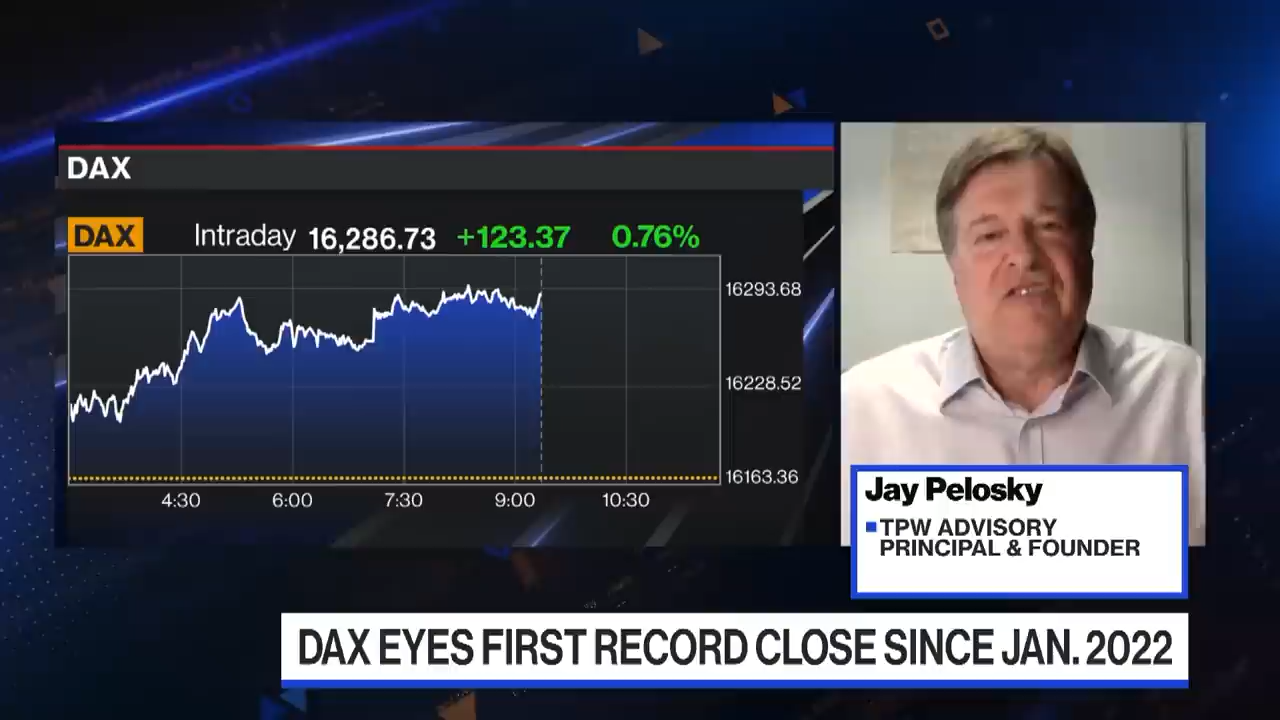 DAX
DAX Intraday 16,286.73 +123.37 0.76%
16293.68
16228.52
16163.36
4:30 6:00 7:30 9:00 10:30
Jay Pelosky
TPW ADVISORY
PRINCIPAL & FOUNDER
DAX EYES FIRST RECORD CLOSE SINCE JAN. 2022